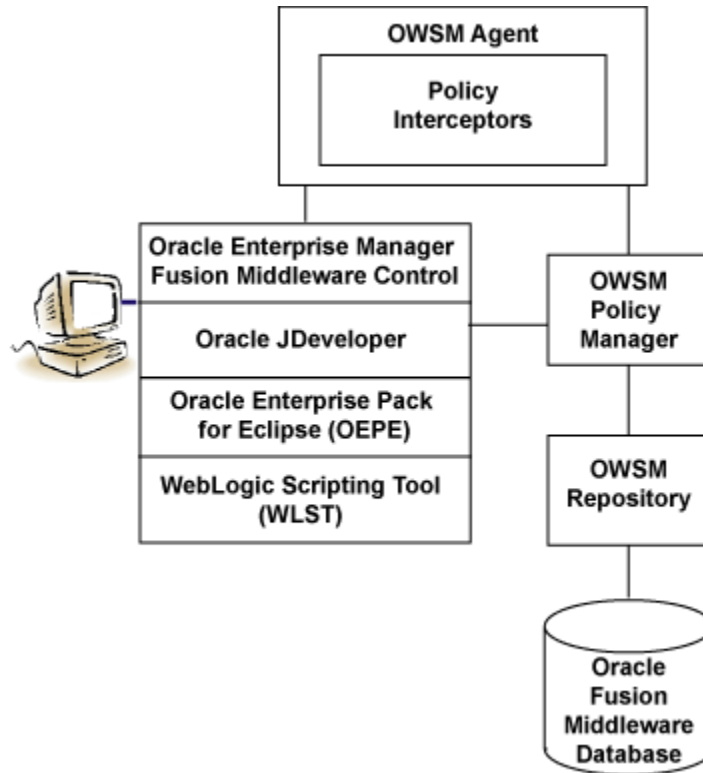 OWSM Agent
Policy
Interceptors
Oracle Enterprise Manager
Fusion Middleware Control
Oracle JDeveloper
Oracle Enterprise Pack
for Eclipse (OEPE)
WebLogic Scripting Tool
(WLST)
OWSM
Policy
Manager
OWSM
Repository
Oracle
Fusion
Middleware
Database